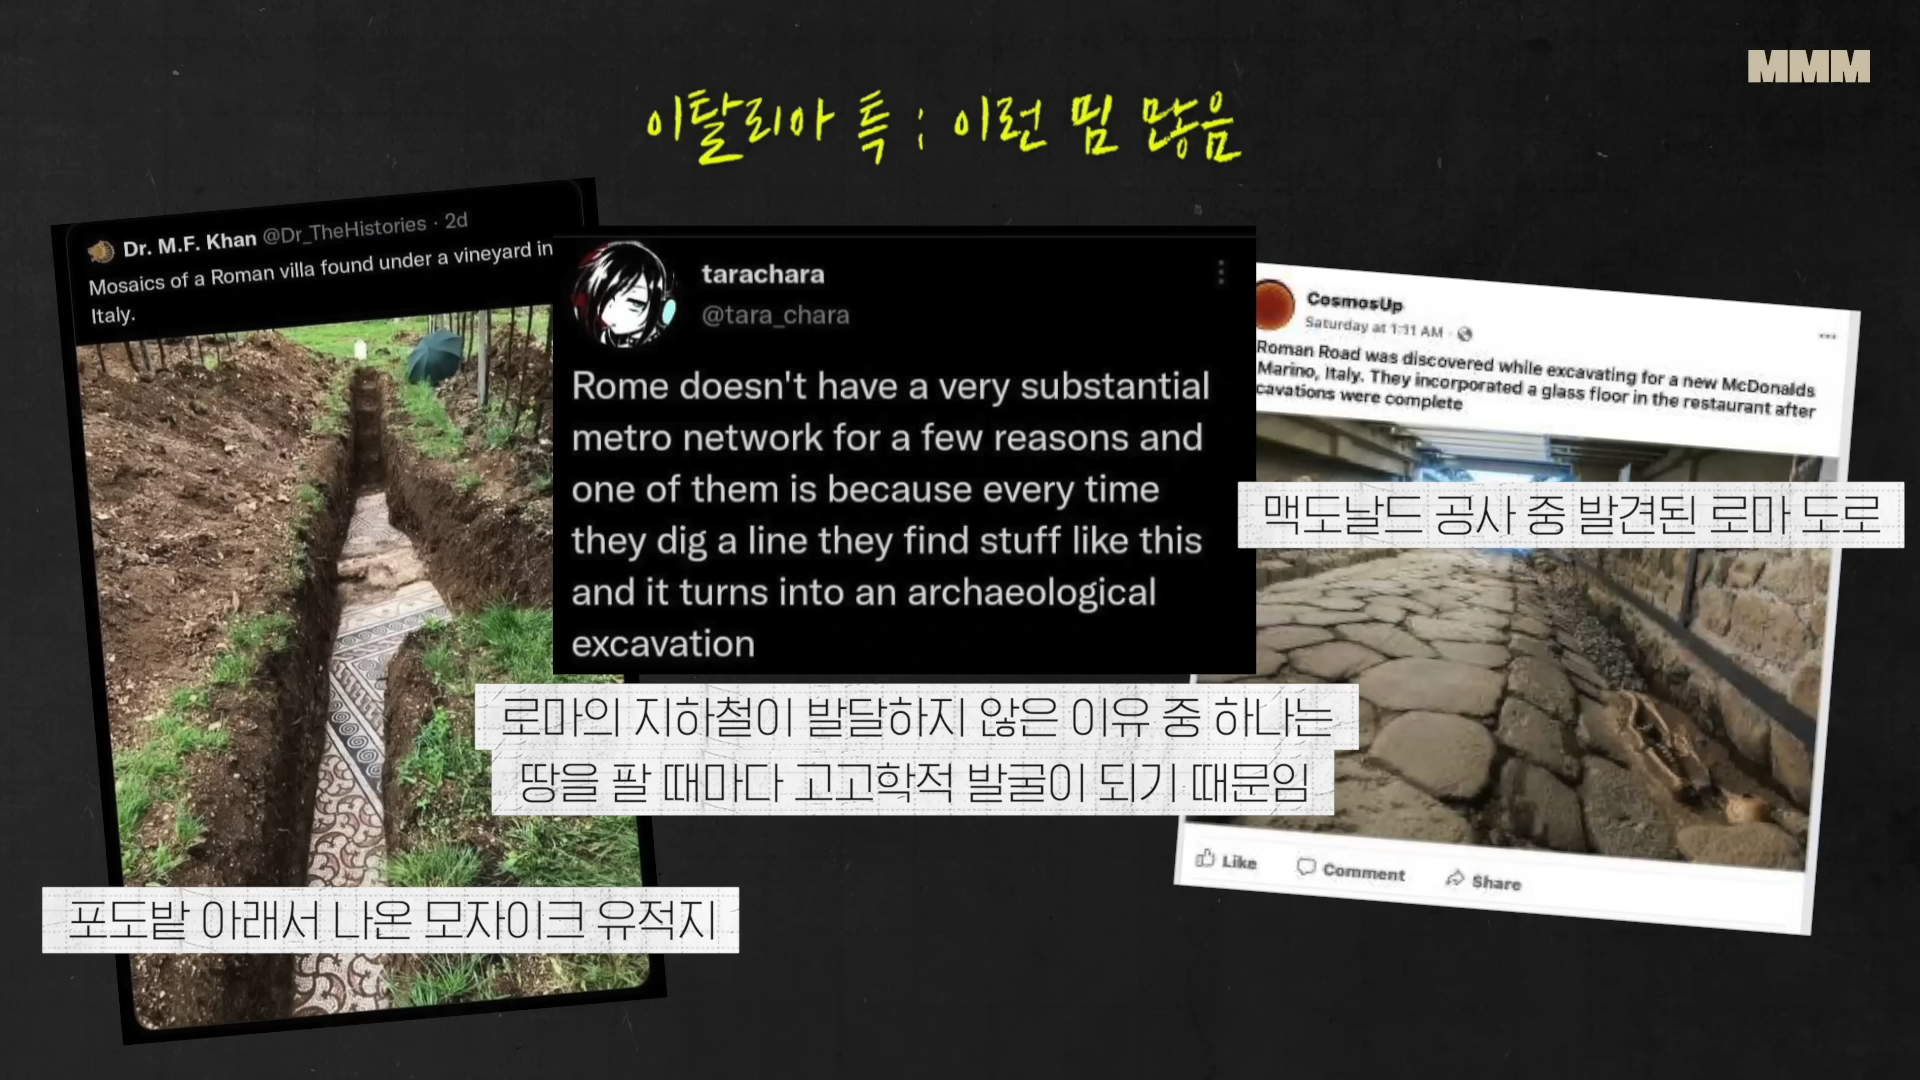 MMM
이탈리아 특 ; 이런 밈 많음
Dr. M.F. Khan @Dr_TheHistories · 2d
Mosaics of a Roman villa found under a vineyard in
Italy.
포도밭 아래서 나온 모자이크 유적지
tarachara
@tara_chara
Rome doesn't have a very substantial
metro network for a few reasons and
one of them is because every time
they dig a line they find stuff like this
and it turns into an archaeological
excavation
로마의 지하철이 발달하지 않은 이유 중 하나는
땅을 팔 때마다 고고학적 발굴이 되기 때문임
CosmosUp
Saturday at 1:11 AM ·
Roman Road was discovered while excavating for a new McDonalds
Marino, Italy. They incorporated a glass floor in the restaurant after
cavations were complete
맥도날드 공사 중 발견된 로마 도로
Like Comment Share